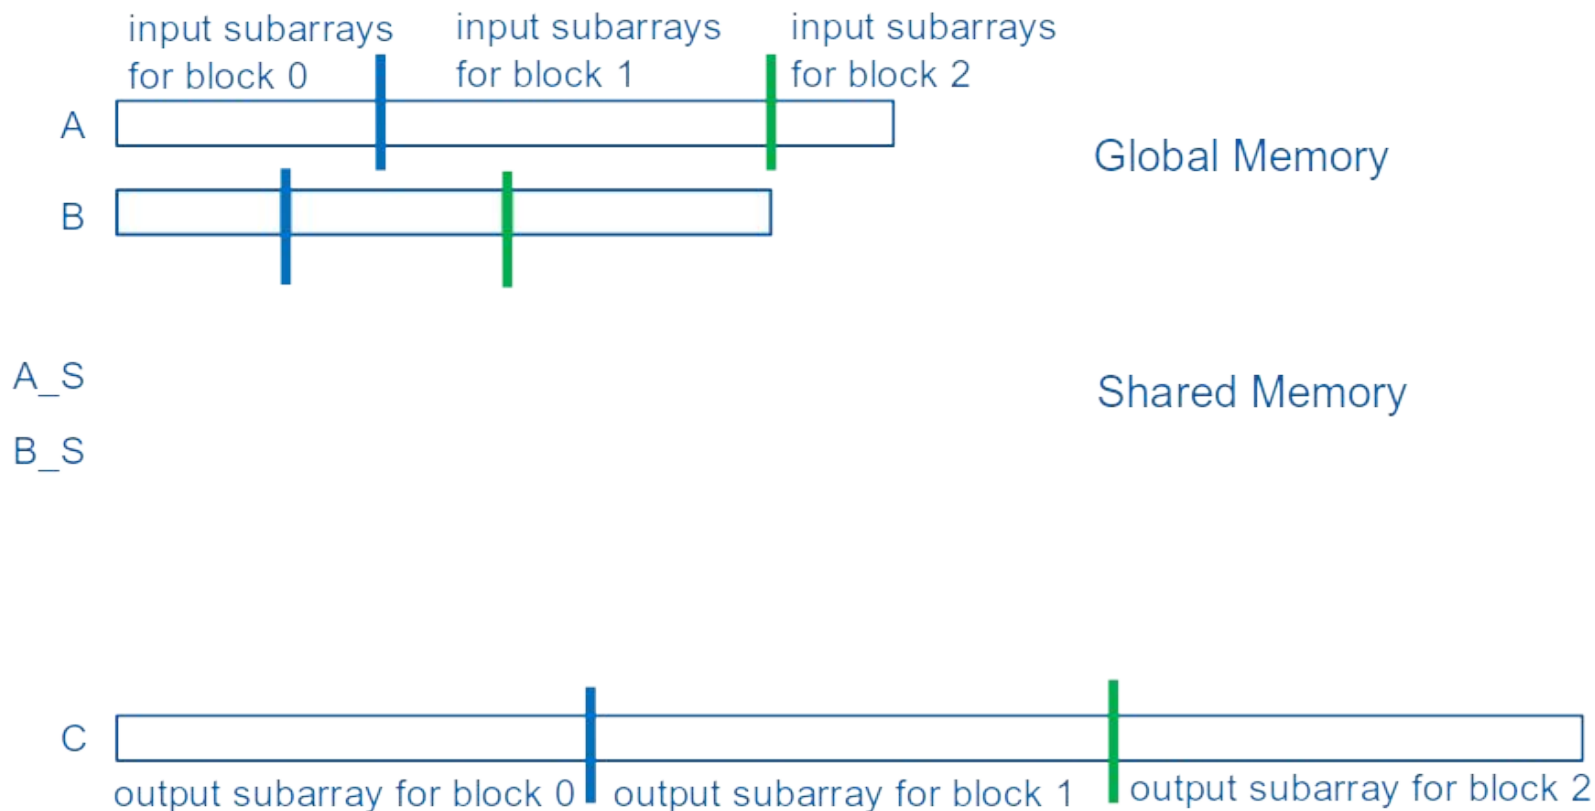 input subarrays
for block 0
input subarrays
for block 1
input subarrays
for block 2
A
Global Memory
B
A_S
Shared Memory
B_S
C
output subarray for block 0
output subarray for block 1
output subarray for block 2